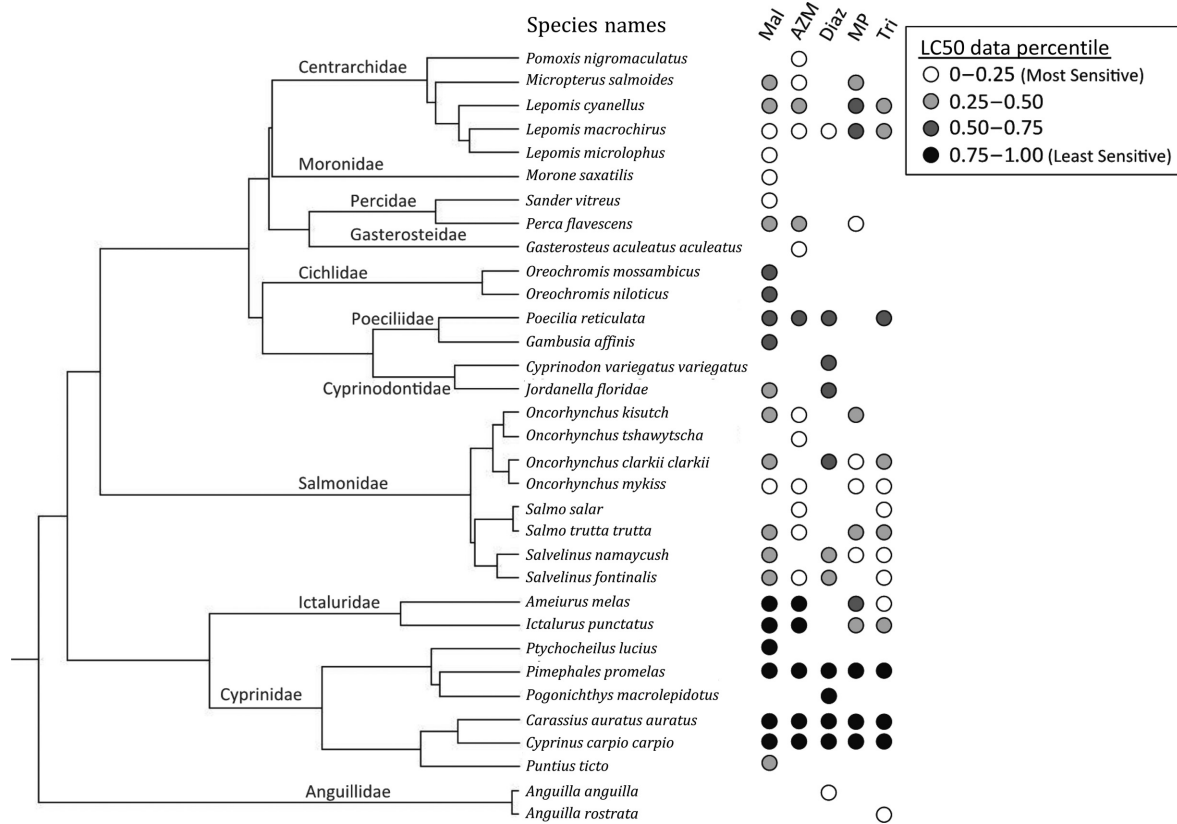 Species names
Mal AZM Diaz MP Tri
LC50 data percentile
0–0.25 (Most Sensitive)
0.25–0.50
0.50–0.75
0.75–1.00 (Least Sensitive)
Centrarchidae
Pomoxis nigromaculatus
Micropterus salmoides
Lepomis cyanellus
Lepomis macrochirus
Lepomis microlophus
Moronidae
Morone saxatilis
Percidae
Sander vitreus
Perca flavescens
Gasterosteidae
Gasterosteus aculeatus aculeatus
Cichlidae
Oreochromis mossambicus
Oreochromis niloticus
Poeciliidae
Poecilia reticulata
Gambusia affinis
Cyprinodon variegatus variegatus
Cyprinodontidae
Jordanella floridae
Oncorhynchus kisutch
Oncorhynchus tshawytscha
Oncorhynchus clarkii clarkii
Salmonidae
Oncorhynchus mykiss
Salmo salar
Salmo trutta trutta
Salvelinus namaycush
Salvelinus fontinalis
Ictaluridae
Ameiurus melas
Ictalurus punctatus
Ptychocheilus lucius
Pimephales promelas
Cyprinidae
Pogonichthys macrolepidotus
Carassius auratus auratus
Cyprinus carpio carpio
Puntius ticto
Anguillidae
Anguilla anguilla
Anguilla rostrata